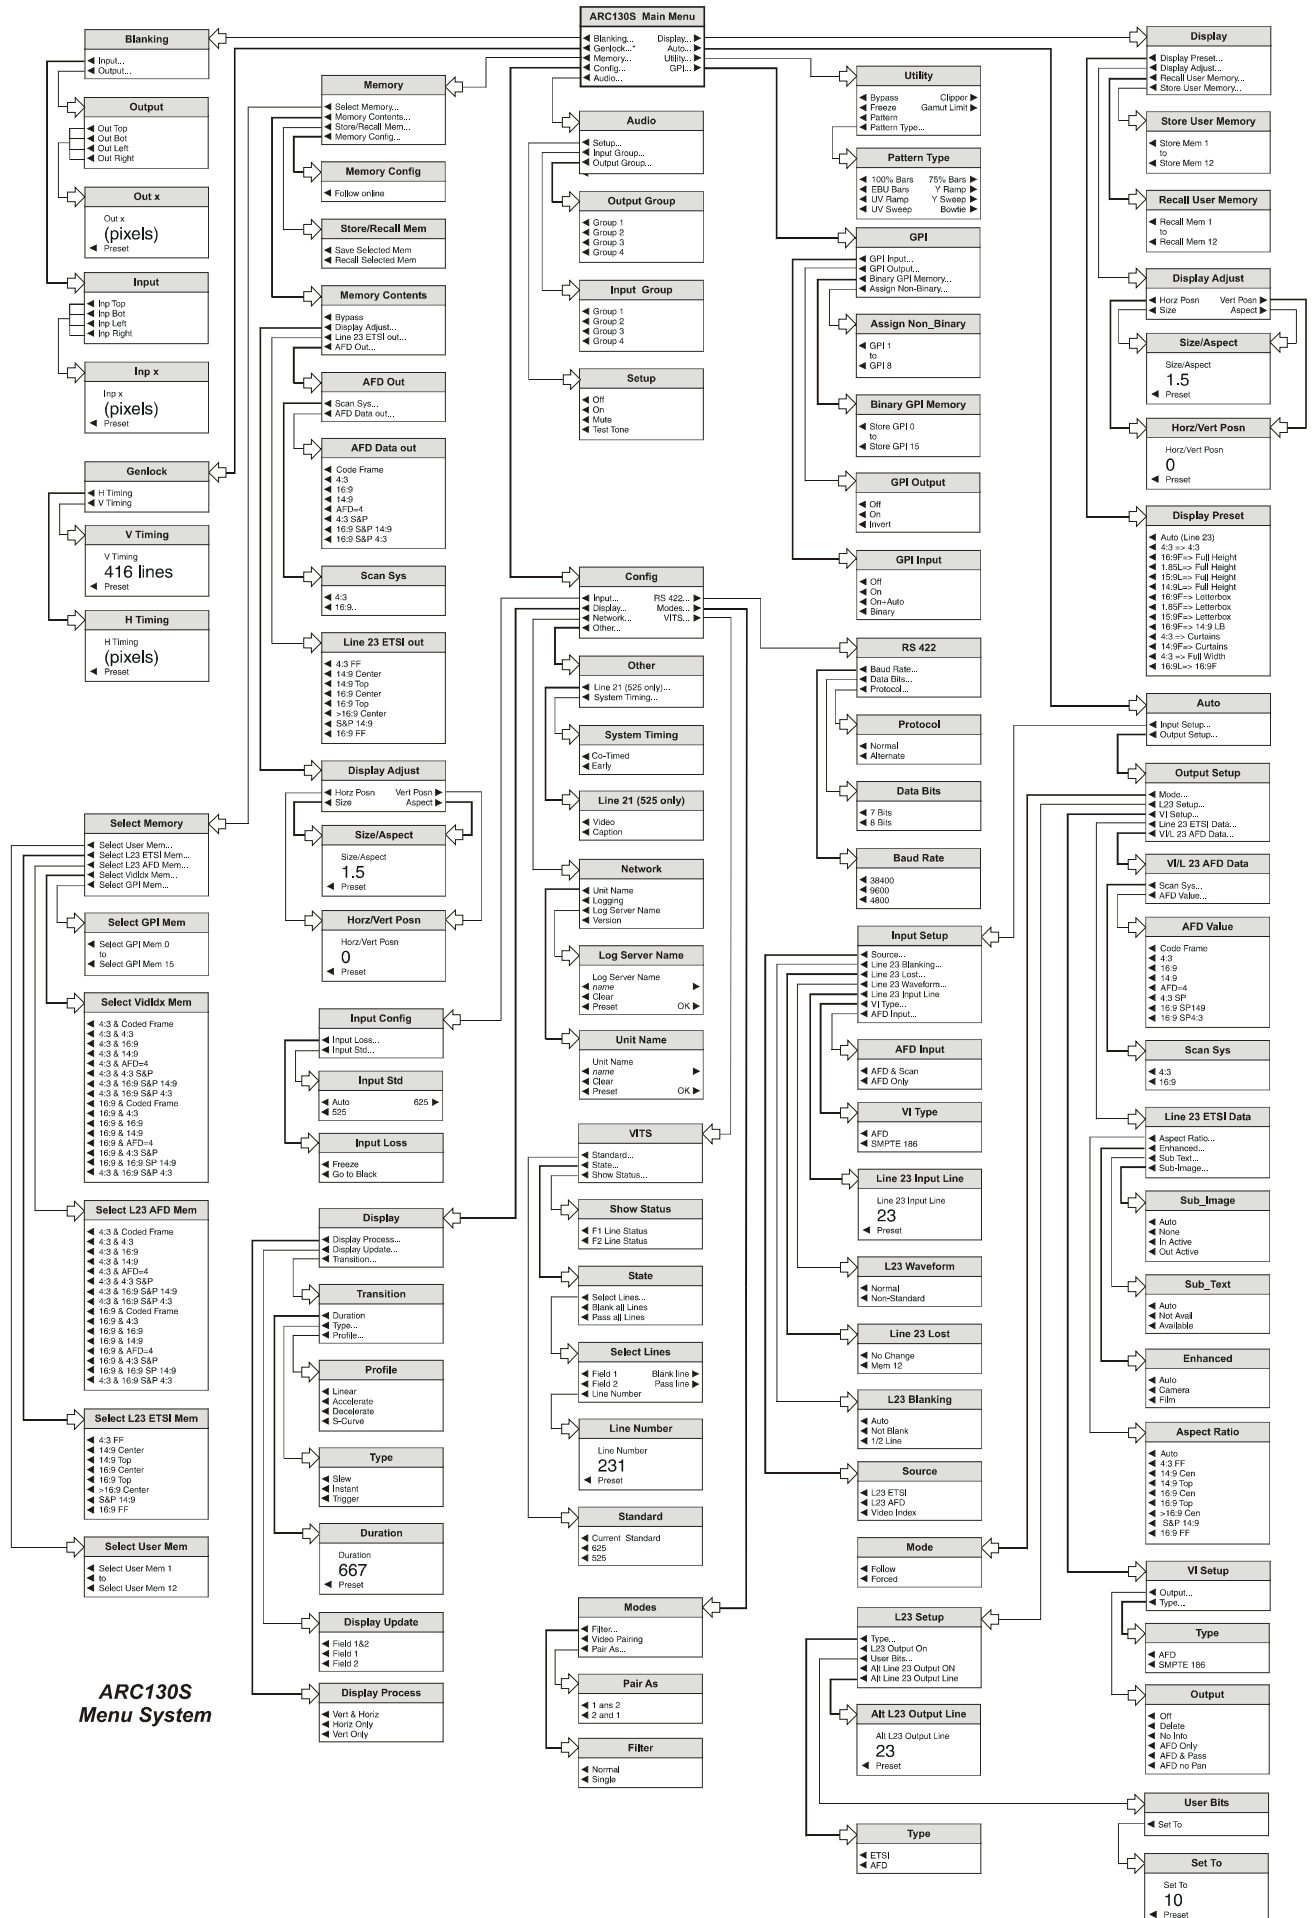 ARC130S Main Menu
◀ Blanking... Display... ▶
◀ Genlock...* Auto... ▶
◀ Memory... Utility... ▶
◀ Config... GPI... ▶
◀ Audio...
Blanking
◀ Input...
◀ Output...
Output
◀ Out Top
◀ Out Bot
◀ Out Left
◀ Out Right
Out x
Out x
(pixels)
◀ Preset
Input
◀ Inp Top
◀ Inp Bot
◀ Inp Left
◀ Inp Right
Inp x
Inp x
(pixels)
◀ Preset
Genlock
◀ H Timing
◀ V Timing
V Timing
V Timing
416 lines
◀ Preset
H Timing
H Timing
(pixels)
◀ Preset
Select Memory
◀ Select User Mem...
◀ Select L23 ETSI Mem...
◀ Select L23 AFD Mem...
◀ Select VidIdx Mem...
◀ Select GPI Mem...
Select GPI Mem
◀ Select GPI Mem 0
to
◀ Select GPI Mem 15
Select VidIdx Mem
◀ 4:3 & Coded Frame
◀ 4:3 & 4:3
◀ 4:3 & 16:9
◀ 4:3 & 14:9
◀ 4:3 & AFD=4
◀ 4:3 & 4:3 S&P
◀ 4:3 & 16:9 S&P 14:9
◀ 4:3 & 16:9 S&P 4:3
◀ 16:9 & Coded Frame
◀ 16:9 & 4:3
◀ 16:9 & 16:9
◀ 16:9 & 14:9
◀ 16:9 & AFD=4
◀ 16:9 & 4:3 S&P
◀ 16:9 & 16:9 SP 14:9
◀ 4:3 & 16:9 S&P 4:3
Select L23 AFD Mem
◀ 4:3 & Coded Frame
◀ 4:3 & 4:3
◀ 4:3 & 16:9
◀ 4:3 & 14:9
◀ 4:3 & AFD=4
◀ 4:3 & 4:3 S&P
◀ 4:3 & 16:9 S&P 14:9
◀ 4:3 & 16:9 S&P 4:3
◀ 16:9 & Coded Frame
◀ 16:9 & 4:3
◀ 16:9 & 16:9
◀ 16:9 & 14:9
◀ 16:9 & AFD=4
◀ 16:9 & 4:3 S&P
◀ 16:9 & 16:9 SP 14:9
◀ 4:3 & 16:9 S&P 4:3
Select L23 ETSI Mem
◀ 4:3 FF
◀ 14:9 Center
◀ 14:9 Top
◀ 16:9 Center
◀ 16:9 Top
◀ >16:9 Center
◀ S&P 14:9
◀ 16:9 FF
Select User Mem
◀ Select User Mem 1
◀ to
◀ Select User Mem 12
ARC130S
Menu System
Memory
◀ Select Memory...
◀ Memory Contents...
◀ Store/Recall Mem...
◀ Memory Config...
Memory Config
◀ Follow online
Store/Recall Mem
◀ Save Selected Mem
◀ Recall Selected Mem
Memory Contents
◀ Bypass
◀ Display Adjust...
◀ Line 23 ETSI out...
◀ AFD Out...
AFD Out
◀ Scan Sys...
◀ AFD Data out...
AFD Data out
◀ Code Frame
◀ 4:3
◀ 16:9
◀ 14:9
◀ AFD=4
◀ 4:3 S&P
◀ 16:9 S&P 14:9
◀ 16:9 S&P 4:3
Scan Sys
◀ 4:3
◀ 16:9..
Line 23 ETSI out
◀ 4:3 FF
◀ 14:9 Center
◀ 14:9 Top
◀ 16:9 Center
◀ 16:9 Top
◀ >16:9 Center
◀ S&P 14:9
◀ 16:9 FF
Display Adjust
◀ Horz Posn Vert Posn ▶
◀ Size Aspect ▶
Size/Aspect
Size/Aspect
1.5
◀ Preset
Horz/Vert Posn
Horz/Vert Posn
0
◀ Preset
Input Config
◀ Input Loss...
◀ Input Std...
Input Std
◀ Auto 625 ▶
◀ 525
Input Loss
◀ Freeze
◀ Go to Black
Display
◀ Display Process...
◀ Display Update...
◀ Transition...
Transition
◀ Duration
◀ Type...
◀ Profile...
Profile
◀ Linear
◀ Accelerate
◀ Decelerate
◀ S-Curve
Type
◀ Slew
◀ Instant
◀ Trigger
Duration
Duration
667
◀ Preset
Display Update
◀ Field 1&2
◀ Field 1
◀ Field 2
Display Process
◀ Vert & Horiz
◀ Horiz Only
◀ Vert Only
Audio
◀ Setup...
◀ Input Group...
◀ Output Group...
◀
Output Group
◀ Group 1
◀ Group 2
◀ Group 3
◀ Group 4
Input Group
◀ Group 1
◀ Group 2
◀ Group 3
◀ Group 4
Setup
◀ Off
◀ On
◀ Mute
◀ Test Tone
Config
◀ Input... RS 422... ▶
◀ Display... Modes... ▶
◀ Network... VITS... ▶
◀ Other...
Other
◀ Line 21 (525 only)...
◀ System Timing...
System Timing
◀ Co-Timed
◀ Early
Line 21 (525 only)
◀ Video
◀ Caption
Network
◀ Unit Name
◀ Logging
◀ Log Server Name
◀ Version
Log Server Name
Log Server Name
◀ name ▶
◀ Clear
◀ Preset OK ▶
Unit Name
Unit Name
◀ name ▶
◀ Clear
◀ Preset OK ▶
VITS
◀ Standard...
◀ State...
◀ Show Status...
Show Status
◀ F1 Line Status
◀ F2 Line Status
State
◀ Select Lines...
◀ Blank all Lines
◀ Pass all Lines
Select Lines
◀ Field 1 Blank line ▶
◀ Field 2 Pass line ▶
◀ Line Number
Line Number
Line Number
231
◀ Preset
Standard
◀ Current Standard
◀ 625
◀ 525
Modes
◀ Filter...
◀ Video Pairing
◀ Pair As...
Pair As
◀ 1 ans 2
◀ 2 and 1
Filter
◀ Normal
◀ Single
Utility
◀ Bypass Clipper ▶
◀ Freeze Gamut Limit ▶
◀ Pattern
◀ Pattern Type...
Pattern Type
◀ 100% Bars 75% Bars ▶
◀ EBU Bars Y Ramp ▶
◀ UV Ramp Y Sweep ▶
◀ UV Sweep Bowtie ▶
GPI
◀ GPI Input...
◀ GPI Output...
◀ Binary GPI Memory...
◀ Assign Non-Binary...
Assign Non_Binary
◀ GPI 1
to
◀ GPI 8
Binary GPI Memory
◀ Store GPI 0
to
◀ Store GPI 15
GPI Output
◀ Off
◀ On
◀ Invert
GPI Input
◀ Off
◀ On
◀ On+Auto
◀ Binary
RS 422
◀ Baud Rate...
◀ Data Bits...
◀ Protocol...
Protocol
◀ Normal
◀ Alternate
Data Bits
◀ 7 Bits
◀ 8 Bits
Baud Rate
◀ 38400
◀ 9600
◀ 4800
Input Setup
◀ Source...
◀ Line 23 Blanking...
◀ Line 23 Lost...
◀ Line 23 Waveform...
◀ Line 23 Input Line
◀ VI Type...
◀ AFD Input...
AFD Input
◀ AFD & Scan
◀ AFD Only
VI Type
◀ AFD
◀ SMPTE 186
Line 23 Input Line
Line 23 Input Line
23
◀ Preset
L23 Waveform
◀ Normal
◀ Non-Standard
Line 23 Lost
◀ No Change
◀ Mem 12
L23 Blanking
◀ Auto
◀ Not Blank
◀ 1/2 Line
Source
◀ L23 ETSI
◀ L23 AFD
◀ Video Index
Mode
◀ Follow
◀ Forced
L23 Setup
◀ Type...
◀ L23 Output On
◀ User Bits...
◀ Alt Line 23 Output ON
◀ Alt Line 23 Output Line
Alt L23 Output Line
Alt L23 Output Line
23
◀ Preset
Type
◀ ETSI
◀ AFD
Display
◀ Display Preset...
◀ Display Adjust...
◀ Recall User Memory...
◀ Store User Memory...
Store User Memory
◀ Store Mem 1
to
◀ Store Mem 12
Recall User Memory
◀ Recall Mem 1
to
◀ Recall Mem 12
Display Adjust
◀ Horz Posn Vert Posn ▶
◀ Size Aspect ▶
Size/Aspect
Size/Aspect
1.5
◀ Preset
Horz/Vert Posn
Horz/Vert Posn
0
◀ Preset
Display Preset
◀ Auto (Line 23)
◀ 4:3 => 4:3
◀ 16:9F=> Full Height
◀ 1.85L=> Full Height
◀ 15:9L=> Full Height
◀ 14:9L=> Full Height
◀ 16:9F=> Letterbox
◀ 1.85F=> Letterbox
◀ 15:9F=> Letterbox
◀ 16:9F=> 14:9 LB
◀ 4:3 => Curtains
◀ 14:9F=> Curtains
◀ 4:3 => Full Width
◀ 16:9L=> 16:9F
Auto
◀ Input Setup...
◀ Output Setup...
Output Setup
◀ Mode...
◀ L23 Setup...
◀ VI Setup...
◀ Line 23 ETSI Data...
◀ VI/L 23 AFD Data...
VI/L 23 AFD Data
◀ Scan Sys...
◀ AFD Value...
AFD Value
◀ Code Frame
◀ 4:3
◀ 16:9
◀ 14:9
◀ AFD=4
◀ 4:3 SP
◀ 16:9 SP149
◀ 16:9 SP4:3
Scan Sys
◀ 4:3
◀ 16:9
Line 23 ETSI Data
◀ Aspect Ratio...
◀ Enhanced...
◀ Sub Text...
◀ Sub-Image...
Sub_Image
◀ Auto
◀ None
◀ In Active
◀ Out Active
Sub_Text
◀ Auto
◀ Not Avail
◀ Available
Enhanced
◀ Auto
◀ Camera
◀ Film
Aspect Ratio
◀ Auto
◀ 4:3 FF
◀ 14:9 Cen
◀ 14:9 Top
◀ 16:9 Cen
◀ 16:9 Top
◀ >16:9 Cen
◀ S&P 14:9
◀ 16:9 FF
VI Setup
◀ Output...
◀ Type...
Type
◀ AFD
◀ SMPTE 186
Output
◀ Off
◀ Delete
◀ No Info
◀ AFD Only
◀ AFD & Pass
◀ AFD no Pan
User Bits
◀ Set To
Set To
Set To
10
◀ Preset